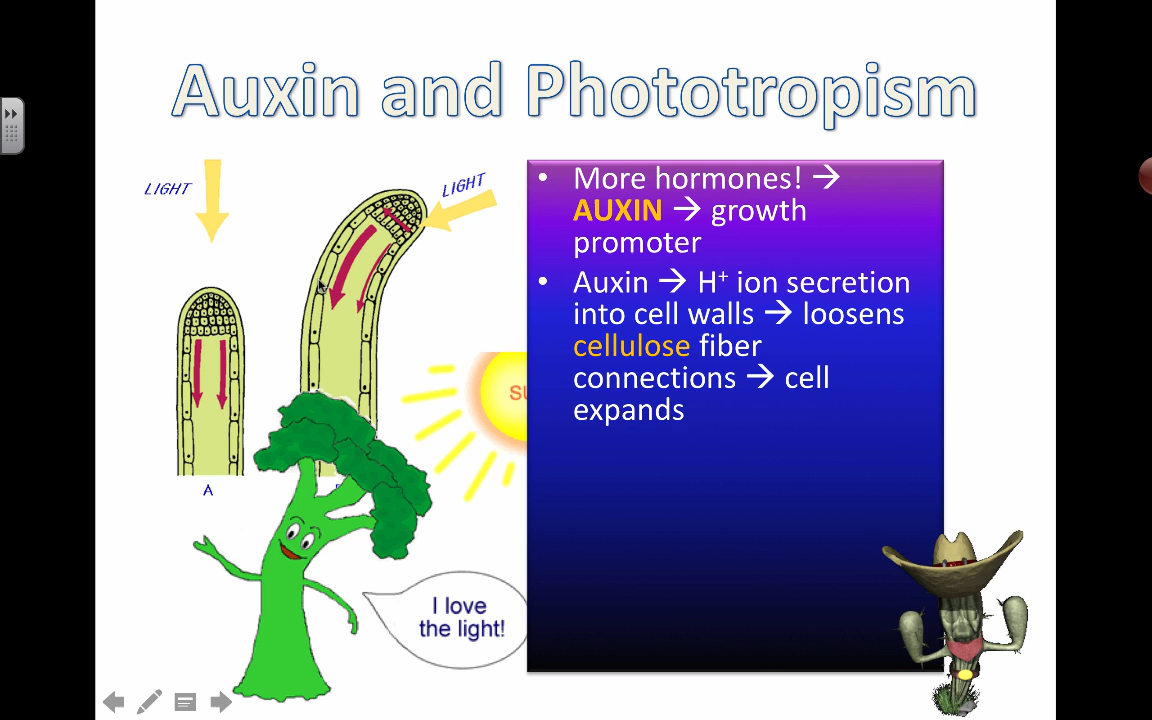 Auxin and Phototropism
LIGHT
LIGHT
A
SU
I love
the light!
• More hormones! →
AUXIN → growth
promoter
• Auxin → H⁺ ion secretion
into cell walls → loosens
cellulose fiber
connections → cell
expands